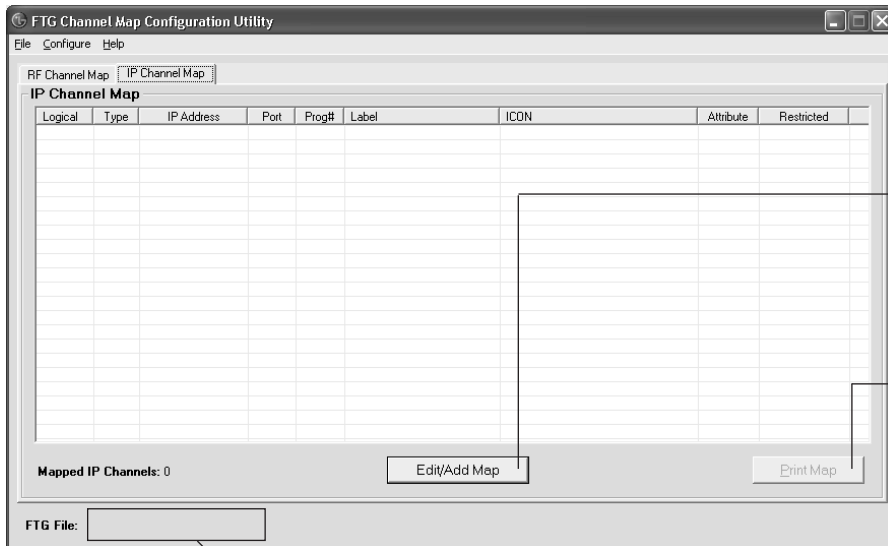 FTG Channel Map Configuration Utility
File Configure Help
RF Channel Map IP Channel Map
IP Channel Map
Logical Type IP Address Port Prog# Label ICON Attribute Restricted
Mapped IP Channels: 0 Edit/Add Map Print Map
FTG File: